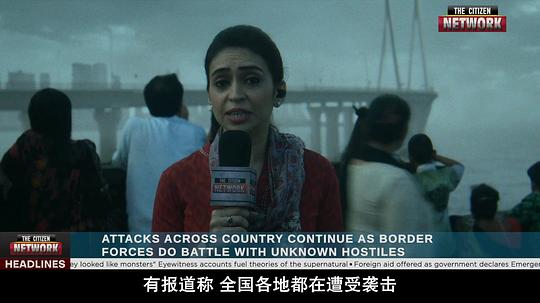 THE CITIZEN
NETWORK
THE CITIZEN
NETWORK
THE CITIZEN
NETWORK
ATTACKS ACROSS COUNTRY CONTINUE AS BORDER
FORCES DO BATTLE WITH UNKNOWN HOSTILES
HEADLINES
ey looked like monsters" Eyewitness accounts fuel theories of the supernatural • Foreign aid offered as government declares Emerge
有报道称 全国各地都在遭受袭击